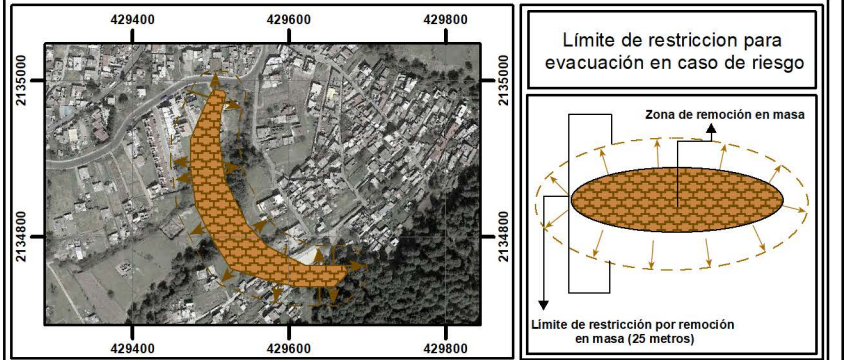 429400 429600 429800
2135000
2135000
2134800
2134800
429400 429600 429800
Límite de restriccion para
evacuación en caso de riesgo
Zona de remoción en masa
Limite de restricción por remoción
en masa (25 metros)